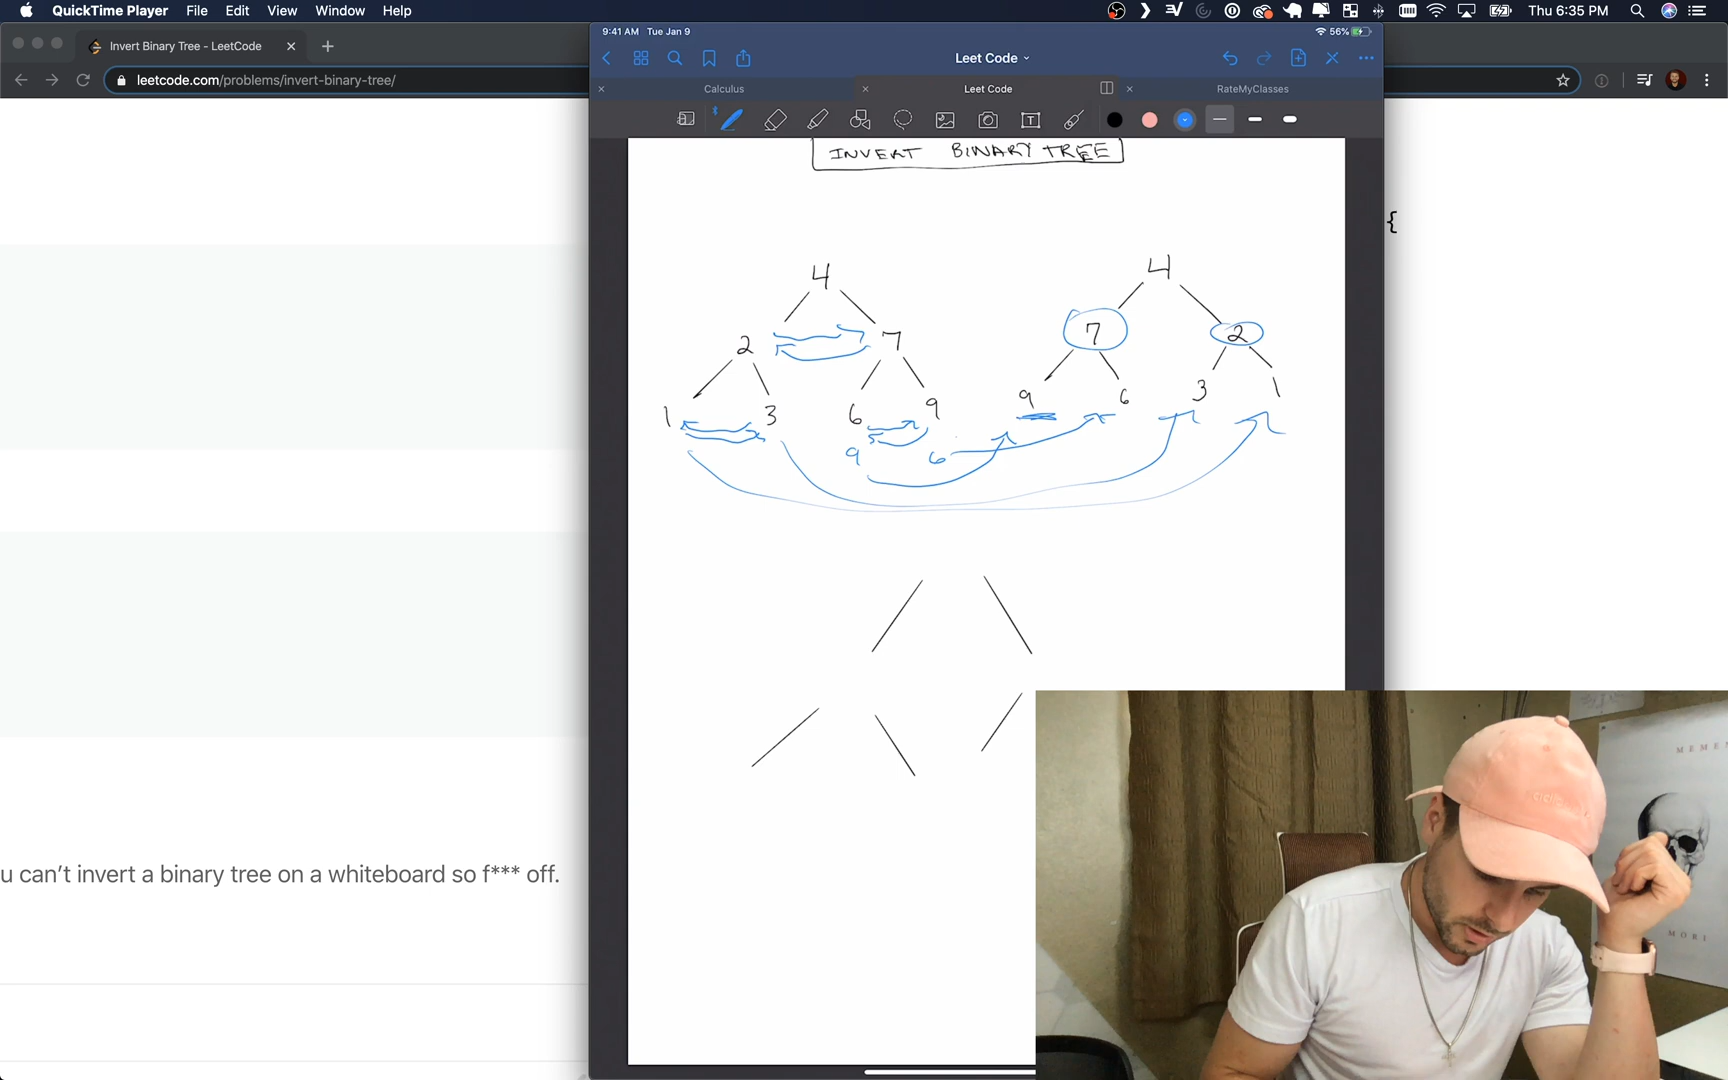 QuickTime Player File Edit View Window Help Thu 6:35 PM
Invert Binary Tree - LeetCode
leetcode.com/problems/invert-binary-tree/
9:41 AM Tue Jan 9 56%
Leet Code
Calculus Leet Code RateMyClasses
T
INVERT BINARY TREE
{
4 4
2 7 7 2
1 3 6 9 9 6 3 1
9 6
MEME
MORI
u can’t invert a binary tree on a whiteboard so f*** off.